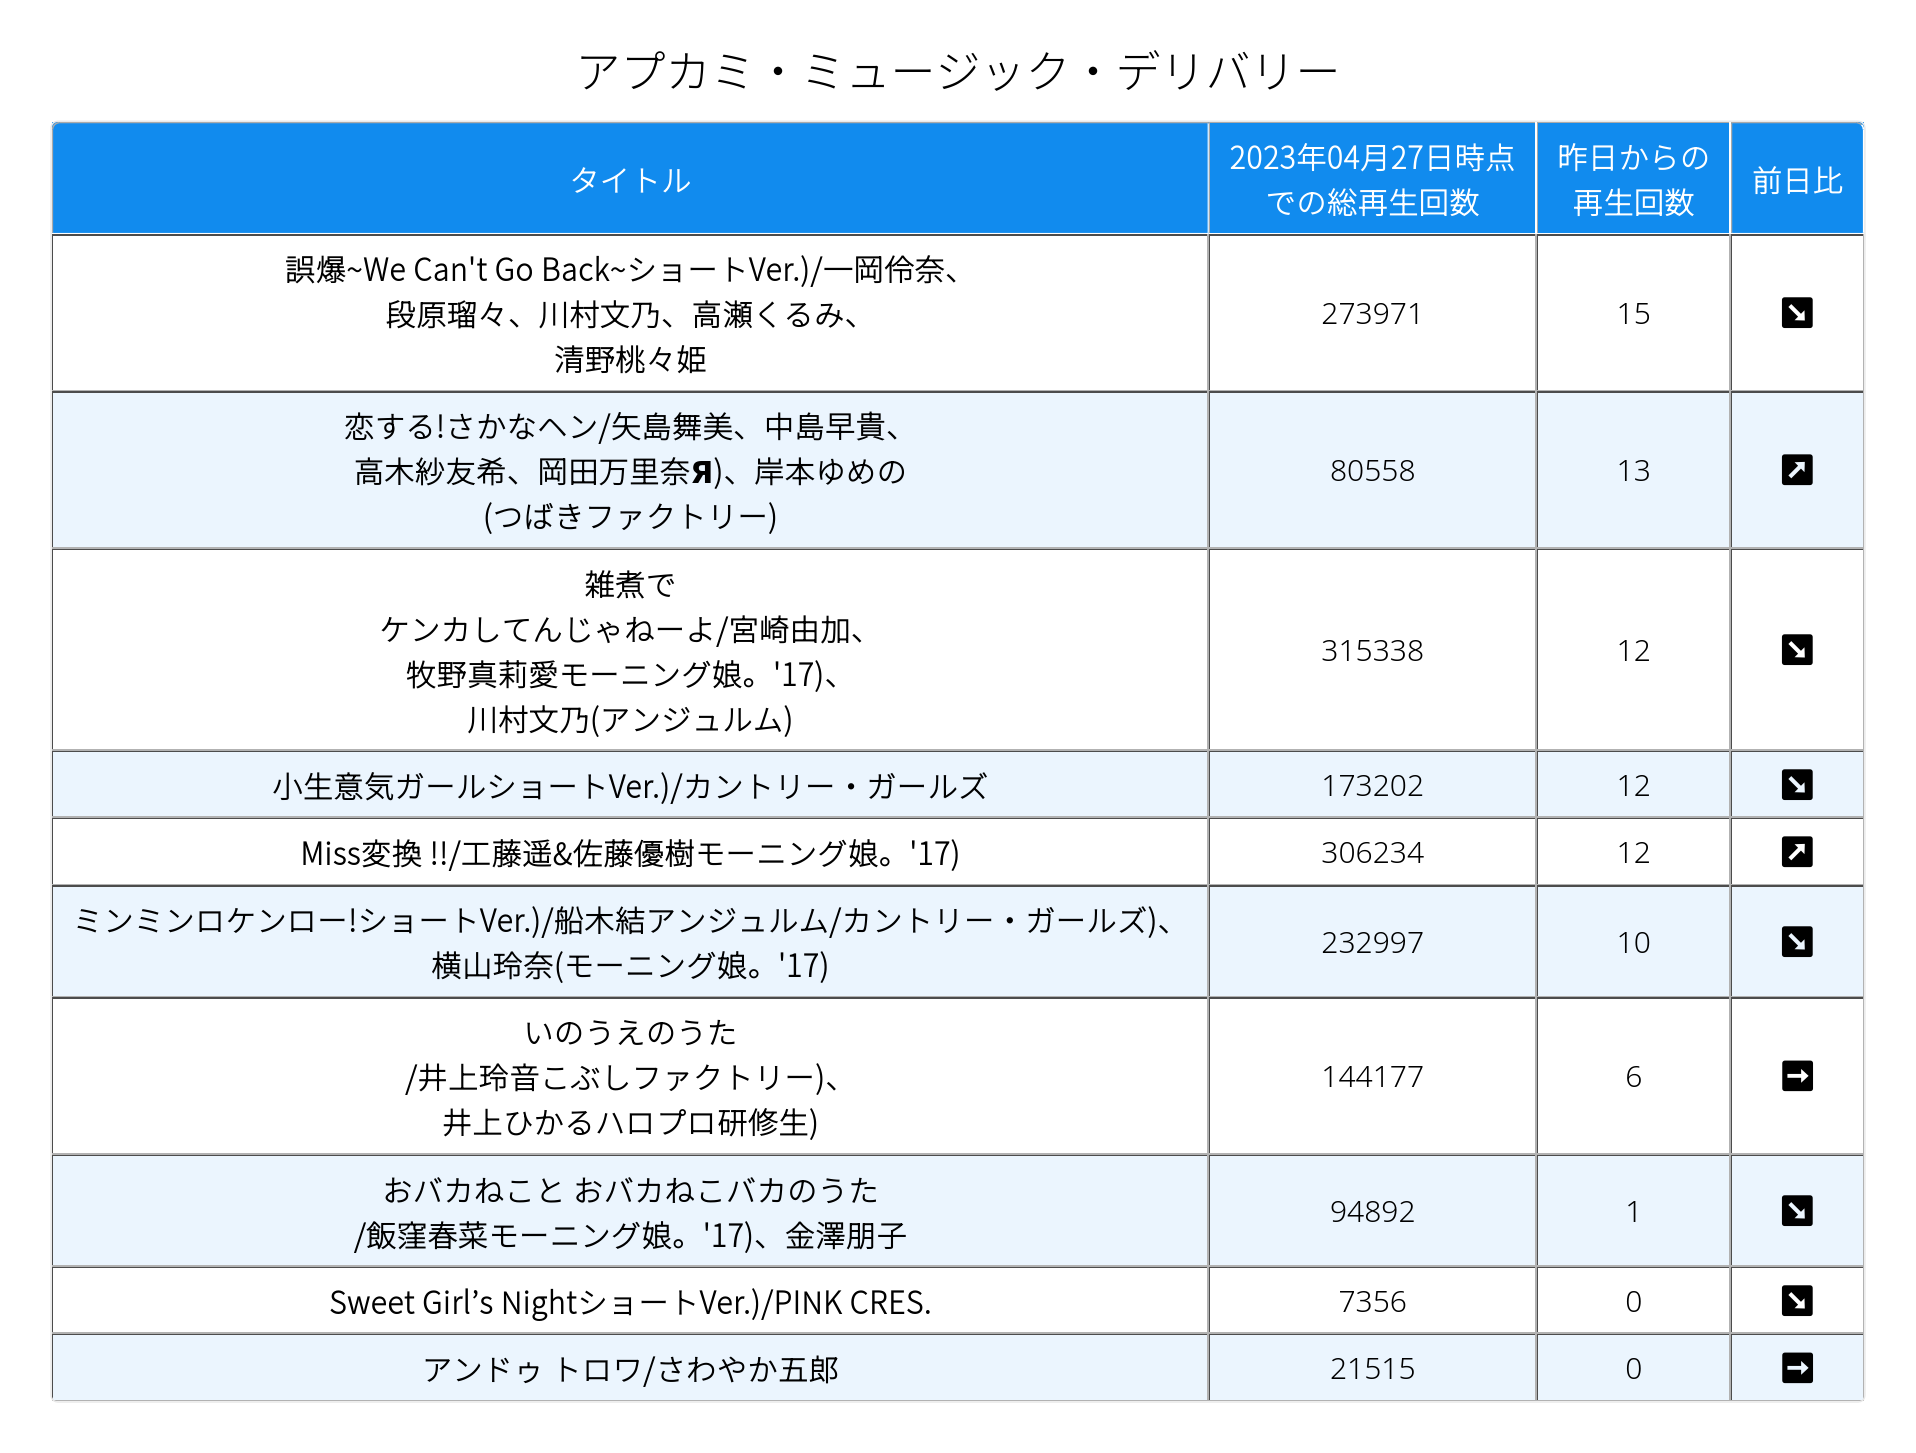 アプカミ・ミュージック・デリバリー
タイトル
2023年04月27日時点
での総再生回数
昨日からの
再生回数
前日比
誤爆~We Can't Go Back~ショートVer.)/一岡伶奈、
段原瑠々、川村文乃、高瀬くるみ、
清野桃々姫
273971
15
恋する!さかなヘン/矢島舞美、中島早貴、
高木紗友希、岡田万里奈Я)、岸本ゆめの
(つばきファクトリー)
80558
13
雑煮で
ケンカしてんじゃねーよ/宮崎由加、
牧野真莉愛モーニング娘。'17)、
川村文乃(アンジュルム)
315338
12
小生意気ガールショートVer.)/カントリー・ガールズ
173202
12
Miss変換 !!/工藤遥&佐藤優樹モーニング娘。'17)
306234
12
ミンミンロケンロー!ショートVer.)/船木結アンジュルム/カントリー・ガールズ)、
横山玲奈(モーニング娘。'17)
232997
10
いのうえのうた
/井上玲音こぶしファクトリー)、
井上ひかるハロプロ研修生)
144177
6
おバカねこと おバカねこバカのうた
/飯窪春菜モーニング娘。'17)、金澤朋子
94892
1
Sweet Girl’s NightショートVer.)/PINK CRES.
7356
0
アンドゥ トロワ/さわやか五郎
21515
0